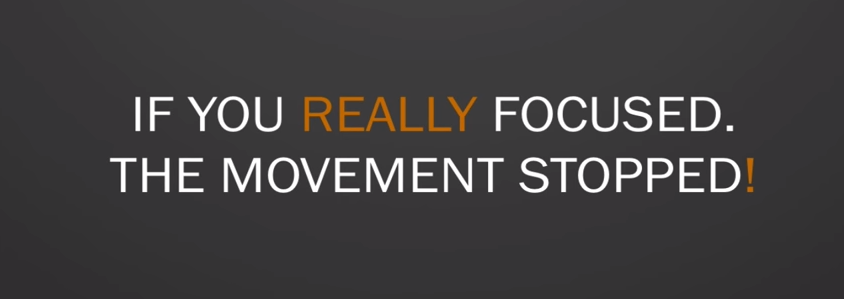 IF YOU REALLY FOCUSED.
THE MOVEMENT STOPPED!